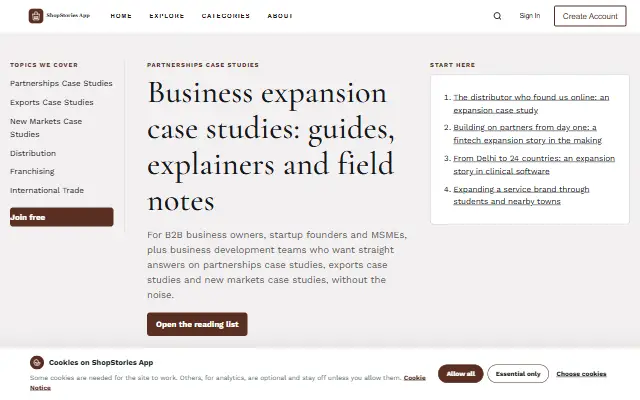 ShopStories App
HOME
EXPLORE
CATEGORIES
ABOUT
Sign In
Create Account
TOPICS WE COVER
Partnerships Case Studies
Exports Case Studies
New Markets Case
Studies
Distribution
Franchising
International Trade
Join free
PARTNERSHIPS CASE STUDIES
Business expansion
case studies: guides,
explainers and field
notes
For B2B business owners, startup founders and MSMEs,
plus business development teams who want straight
answers on partnerships case studies, exports case
studies and new markets case studies, without the
noise.
Open the reading list
START HERE
1. The distributor who found us online: an
expansion case study
2. Building on partners from day one: a
fintech expansion story in the making
3. From Delhi to 24 countries: an expansion
story in clinical software
4. Expanding a service brand through
students and nearby towns
Cookies on ShopStories App
Some cookies are needed for the site to work. Others, for analytics, are optional and stay off unless you allow them. Cookie
Notice
Allow all
Essential only
Choose cookies